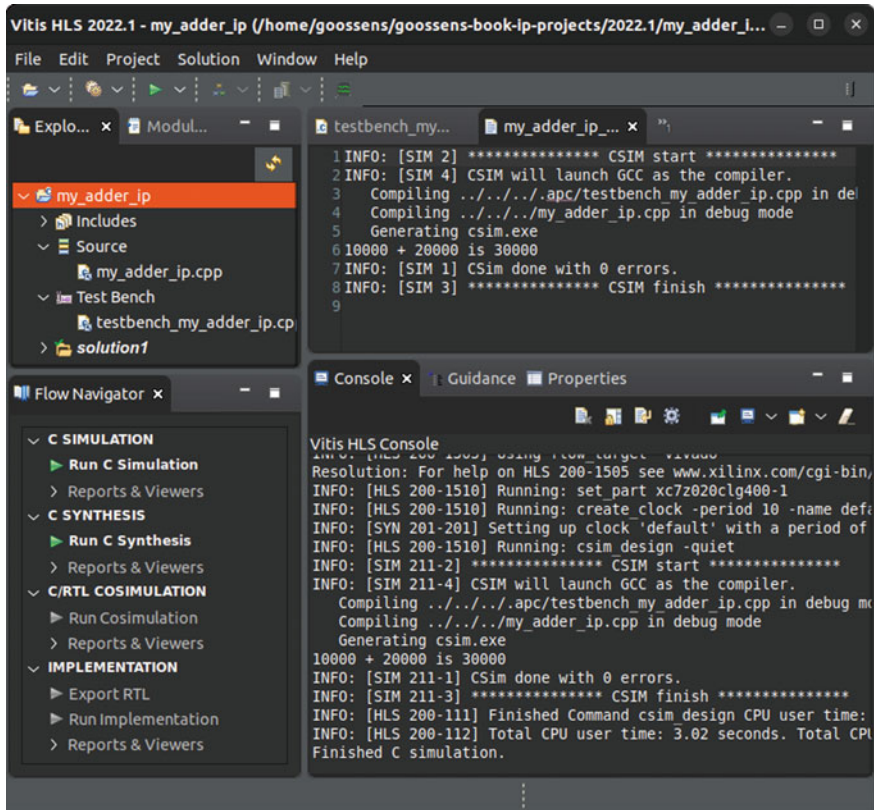 Vitis HLS 2022.1 - my_adder_ip (/home/goossens/goossens-book-ip-projects/2022.1/my_adder_i...
File Edit Project Solution Window Help
Explo... Modul...
my_adder_ip
Includes
Source
my_adder_ip.cpp
Test Bench
testbench_my_adder_ip.cp
solution1
testbench_my... my_adder_ip_... "1
1 INFO: [SIM 2] *************** CSIM start ***************
2 INFO: [SIM 4] CSIM will launch GCC as the compiler.
3 Compiling ../../../.apc/testbench_my_adder_ip.cpp in del
4 Compiling ../../../my_adder_ip.cpp in debug mode
5 Generating csim.exe
6 10000 + 20000 is 30000
7 INFO: [SIM 1] CSim done with 0 errors.
8 INFO: [SIM 3] *************** CSIM finish ***************
9
Flow Navigator
C SIMULATION
Run C Simulation
Reports & Viewers
C SYNTHESIS
Run C Synthesis
Reports & Viewers
C/RTL COSIMULATION
Run Cosimulation
Reports & Viewers
IMPLEMENTATION
Export RTL
Run Implementation
Reports & Viewers
Console Guidance Properties
Vitis HLS Console
Resolution: For help on HLS 200-1505 see www.xilinx.com/cgi-bin/
INFO: [HLS 200-1510] Running: set_part xc7z020clg400-1
INFO: [HLS 200-1510] Running: create_clock -period 10 -name defa
INFO: [SYN 201-201] Setting up clock 'default' with a period of
INFO: [HLS 200-1510] Running: csim_design -quiet
INFO: [SIM 211-2] *************** CSIM start ***************
INFO: [SIM 211-4] CSIM will launch GCC as the compiler.
Compiling ../../../.apc/testbench_my_adder_ip.cpp in debug mo
Compiling ../../../my_adder_ip.cpp in debug mode
Generating csim.exe
10000 + 20000 is 30000
INFO: [SIM 211-1] CSim done with 0 errors.
INFO: [SIM 211-3] *************** CSIM finish ***************
INFO: [HLS 200-111] Finished Command csim_design CPU user time:
INFO: [HLS 200-112] Total CPU user time: 3.02 seconds. Total CPU
Finished C simulation.